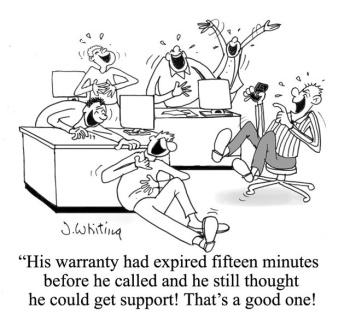 J.Whiting
“His warranty had expired fifteen minutes
before he called and he still thought
he could get support! That’s a good one!